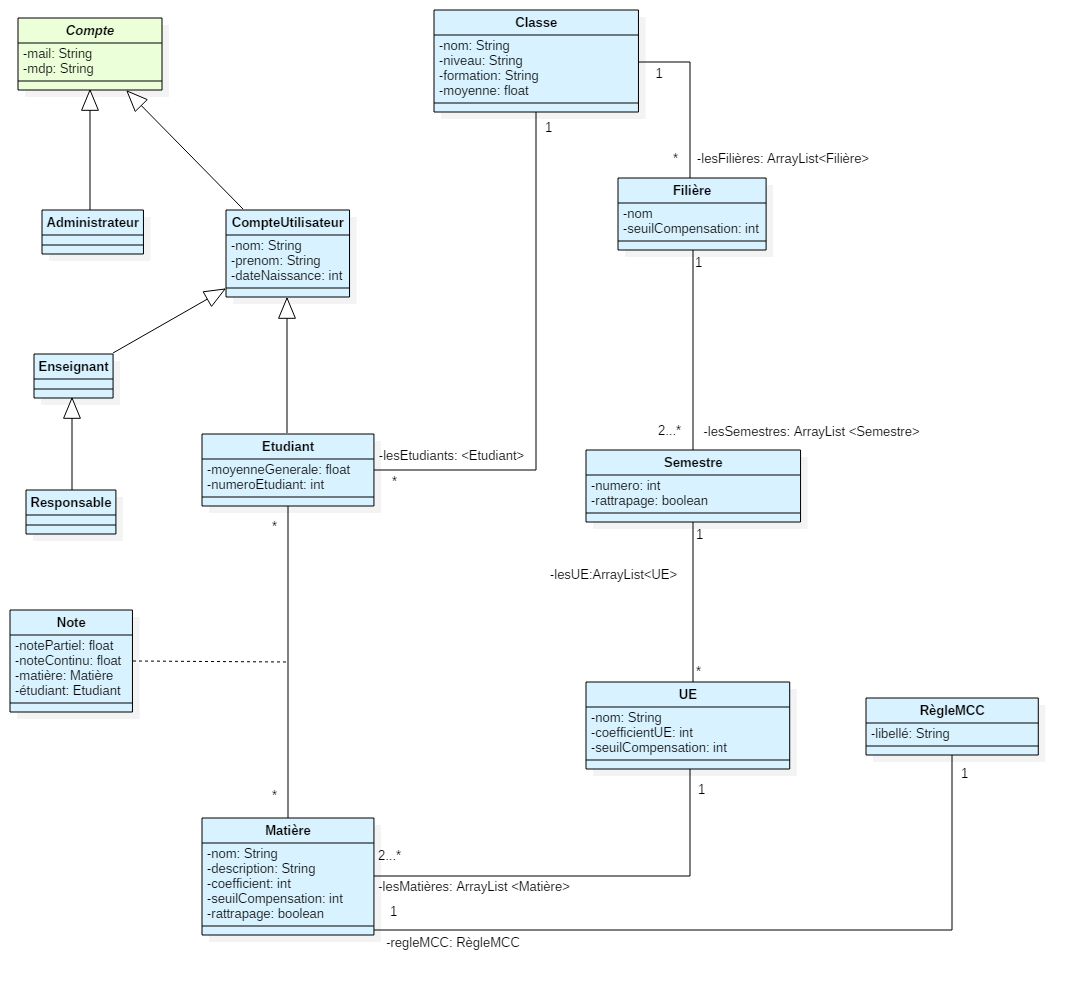 Compte
-mail: String
-mdp: String
Classe
-nom: String
-niveau: String
-formation: String
-moyenne: float
1
1
*
-lesFilières: ArrayList<Filière>
Administrateur
CompteUtilisateur
-nom: String
-prenom: String
-dateNaissance: int
Filière
-nom
-seuilCompensation: int
1
Enseignant
2...*
-lesSemestres: ArrayList <Semestre>
Etudiant
-moyenneGenerale: float
-numeroEtudiant: int
-lesEtudiants: <Etudiant>
*
*
Semestre
-numero: int
-rattrapage: boolean
1
Responsable
-lesUE:ArrayList<UE>
*
Note
-notePartiel: float
-noteContinu: float
-matière: Matière
-étudiant: Etudiant
UE
-nom: String
-coefficientUE: int
-seuilCompensation: int
1
RègleMCC
-libellé: String
1
*
Matière
-nom: String
-description: String
-coefficient: int
-seuilCompensation: int
-rattrapage: boolean
2...*
-lesMatières: ArrayList <Matière>
1
-regleMCC: RègleMCC